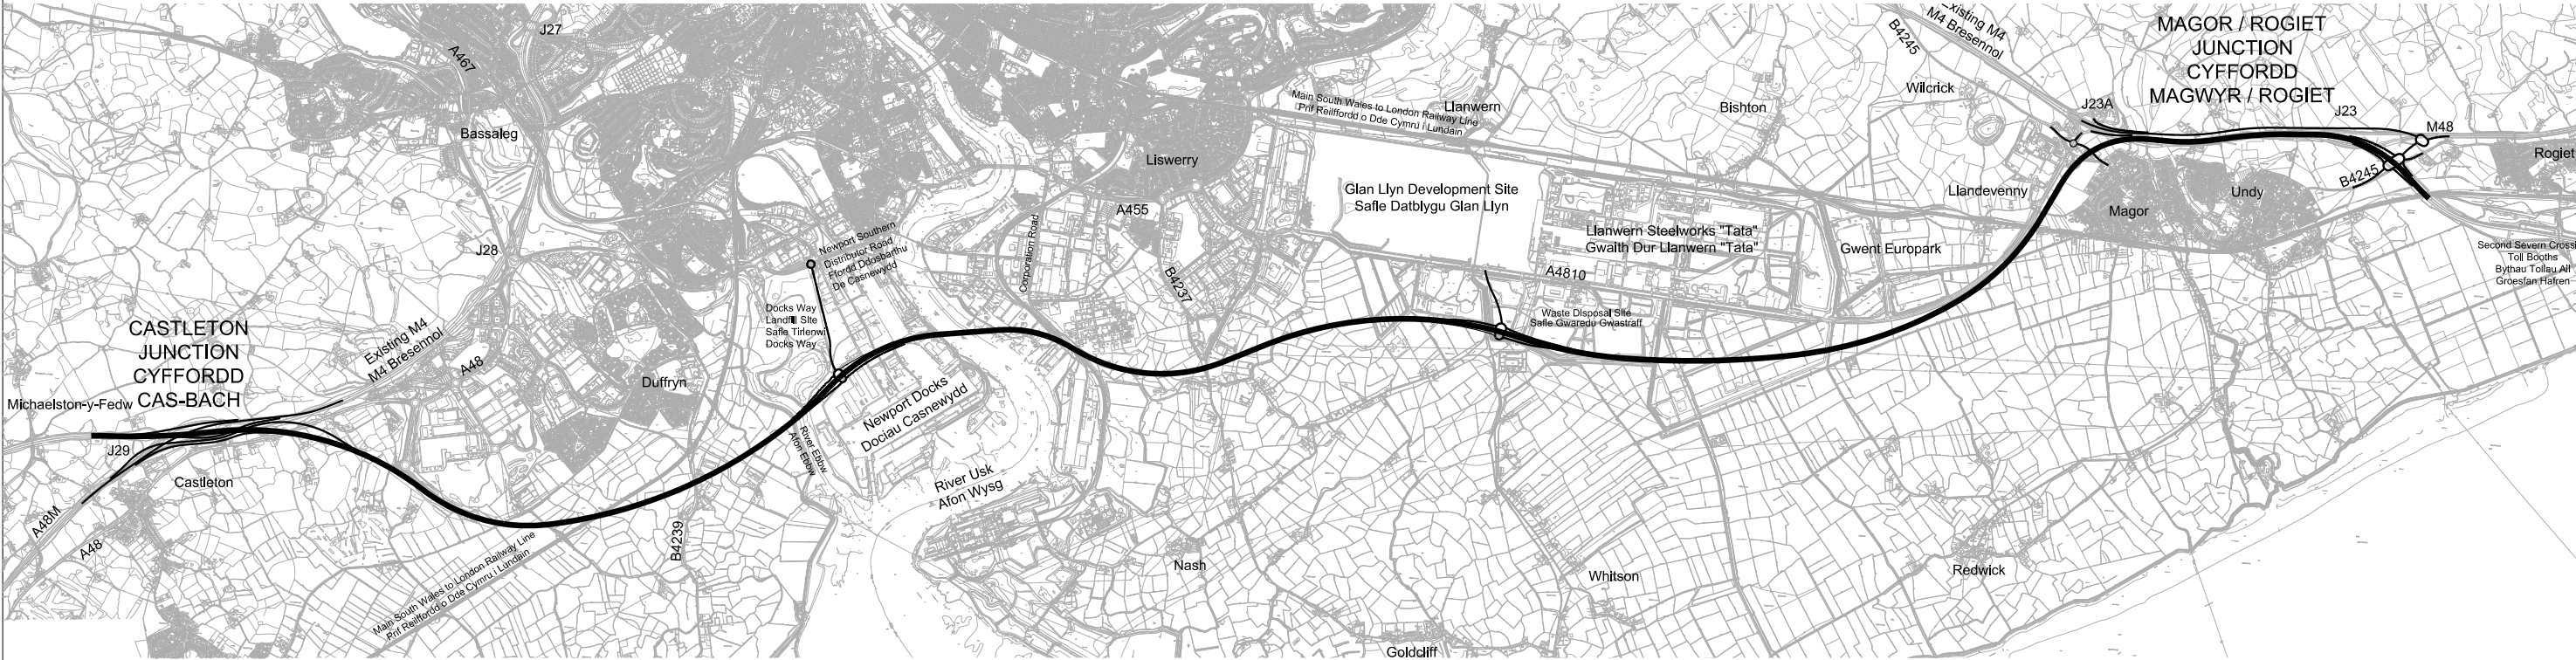 J27
A467
Bassaleg
J28
Existing M4
M4 Bresennol
A48
CASTLETON
JUNCTION
CYFFORDD
CAS-BACH
Michaelston-y-Fedw
J29
Castleton
A48M
A48
Main South Wales to London Railway Line
Prif Reilffordd o Dde Cymru i Lundain
Duffryn
B4239
Newport Southern
Distributor Road
Ffordd Ddosbarthu
De Casnewydd
Docks Way
Landfill Site
Safle Tirlenwi
Docks Way
River Ebbw
Afon Ebbw
Newport Docks
Dociau Casnewydd
River Usk
Afon Wysg
Corporation Road
Liswerry
A455
B4237
Nash
Main South Wales to London Railway Line
Prif Reilffordd o Dde Cymru i Lundain
Llanwern
Glan Llyn Development Site
Safle Datblygu Glan Llyn
A4810
Llanwern Steelworks "Tata"
Gwaith Dur Llanwern "Tata"
Waste Disposal Site
Safle Gwaredu Gwastraff
Whitson
Goldcliff
Bishton
Wilcrick
B4245
Existing M4
M4 Bresennol
Gwent Europark
Llandevenny
MAGOR / ROGIET
JUNCTION
CYFFORDD
MAGWYR / ROGIET
J23A
J23
M48
Rogiet
B4245
Undy
Magor
Redwick
Second Severn Crossi
Toll Booths
Bythau Tollau Ail
Groesfan Hafren